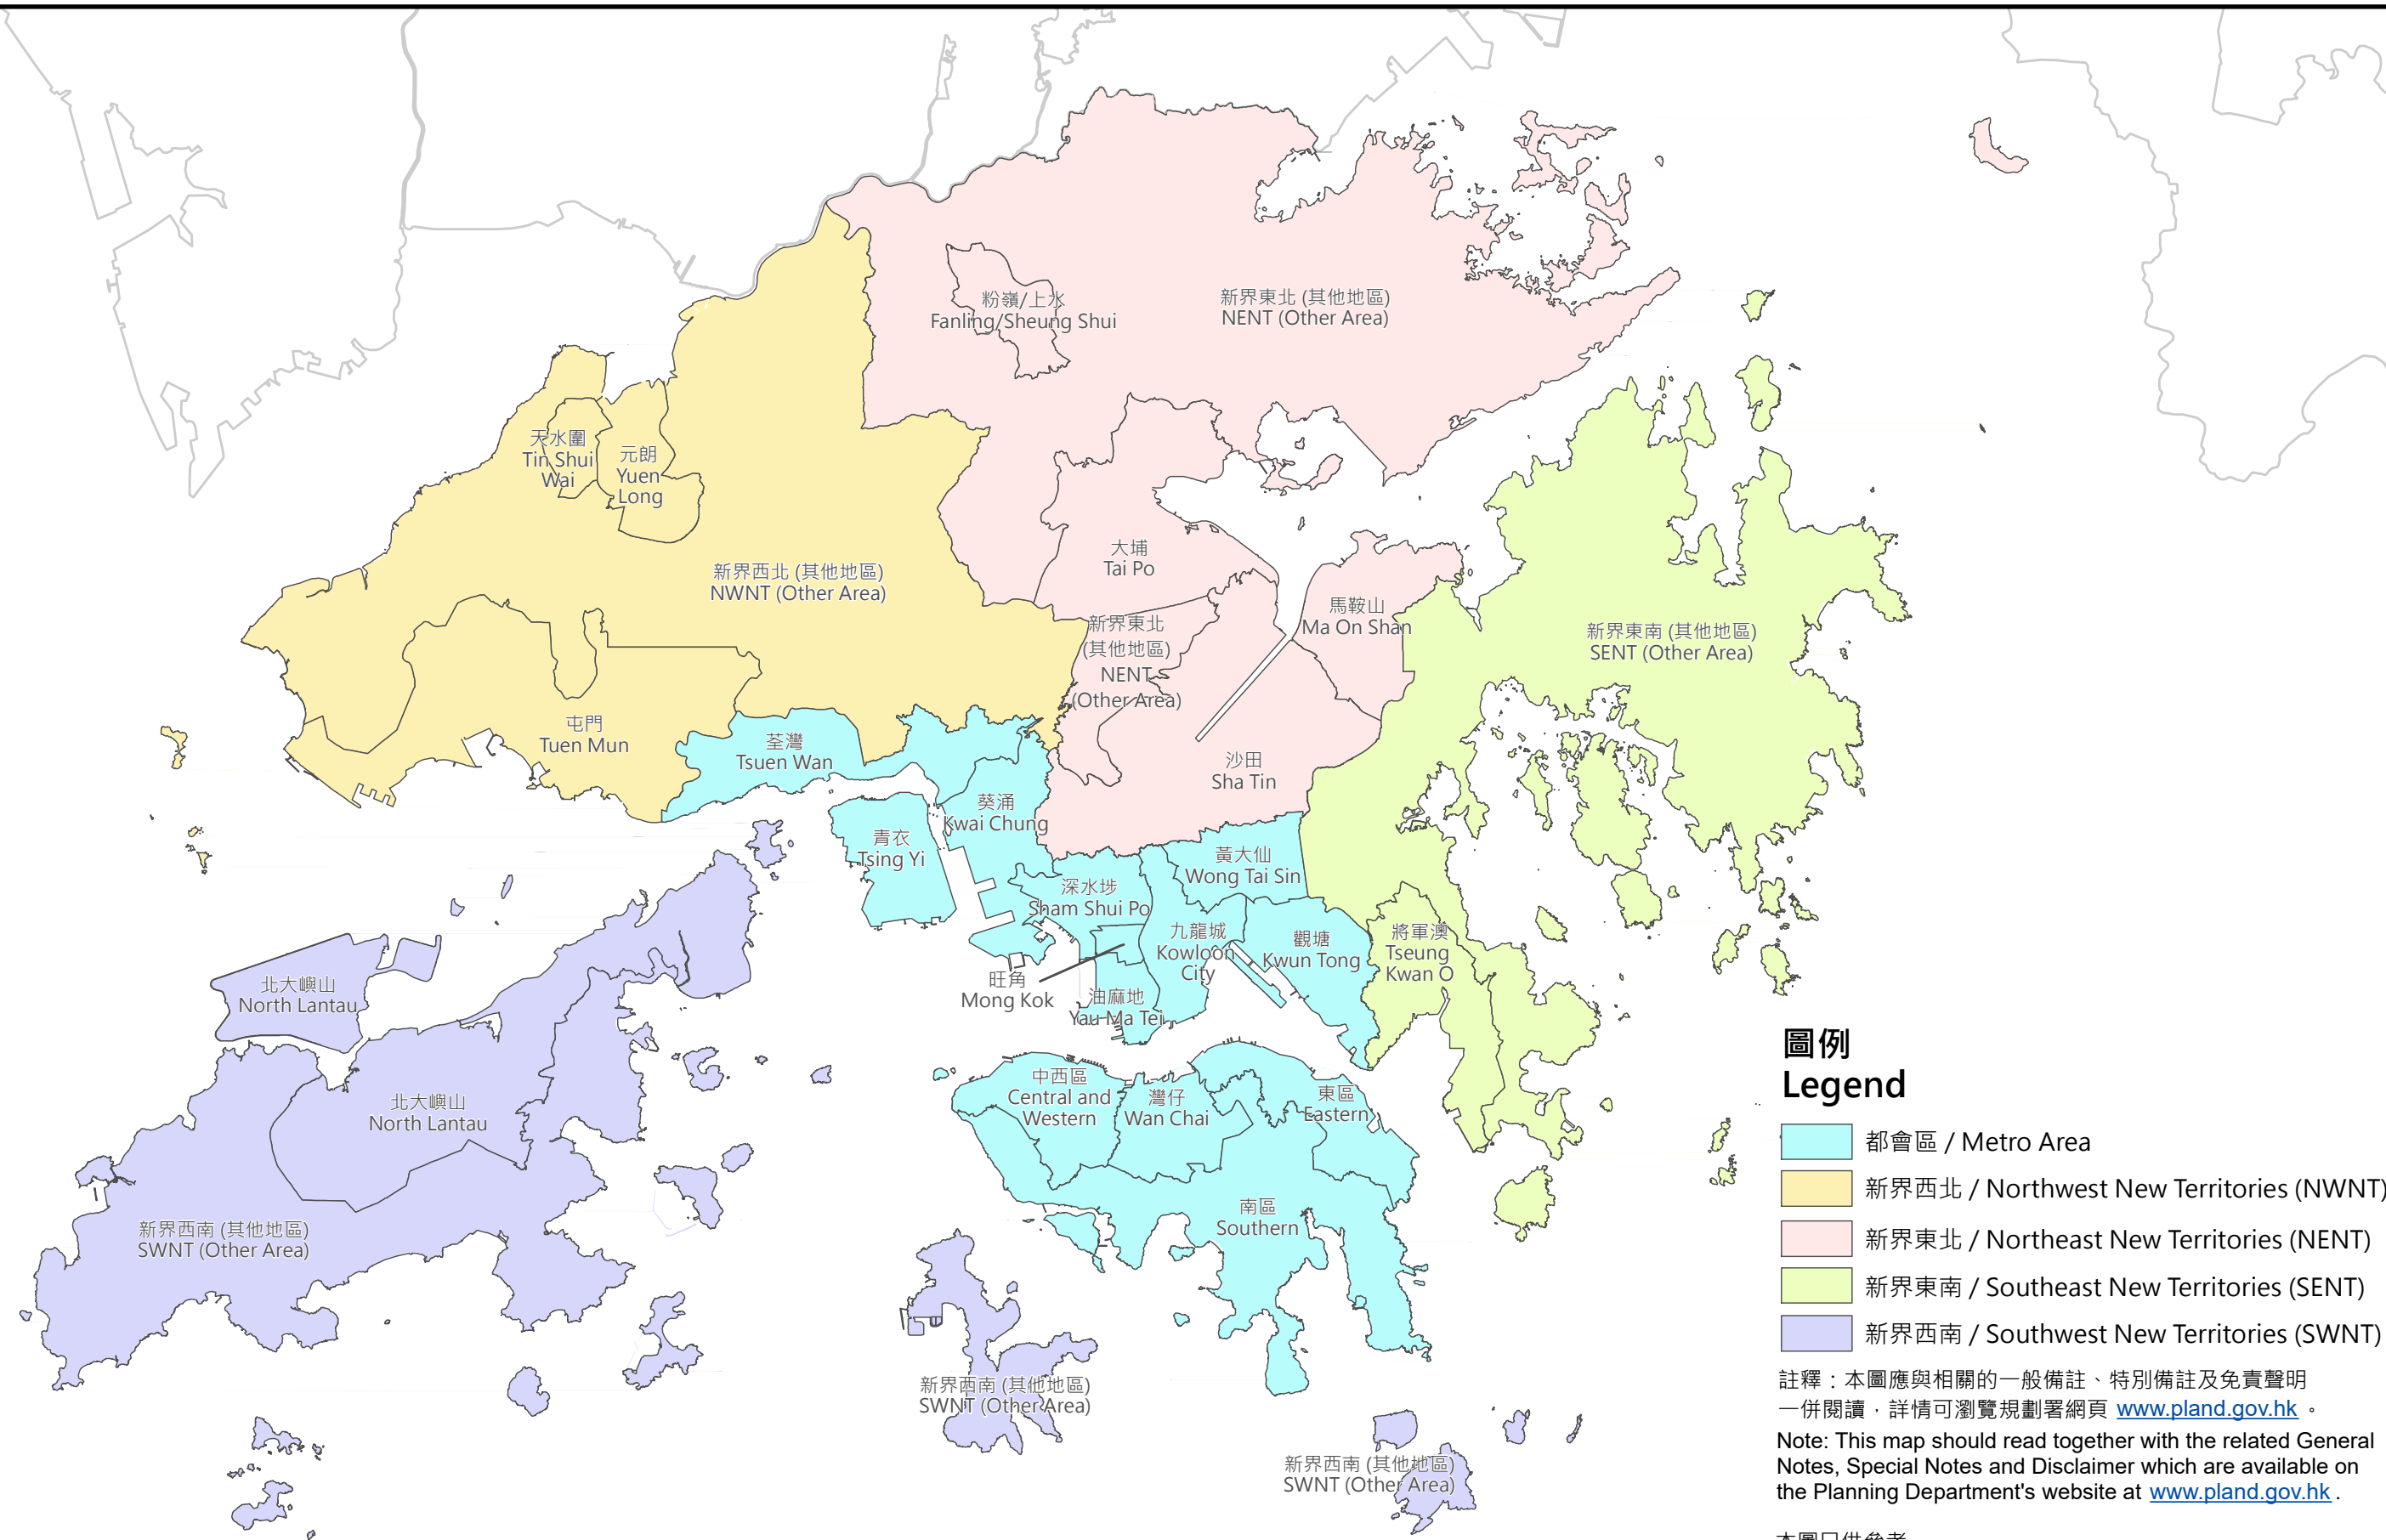 粉嶺/上水
Fanling/Sheung Shui
新界東北 (其他地區)
NENT (Other Area)
天水圍
Tin Shui
Wai
元朗
Yuen
Long
新界西北 (其他地區)
NWNT (Other Area)
大埔
Tai Po
新界東北
(其他地區)
NENT
(Other Area)
馬鞍山
Ma On Shan
新界東南 (其他地區)
SENT (Other Area)
屯門
Tuen Mun
荃灣
Tsuen Wan
沙田
Sha Tin
葵涌
Kwai Chung
青衣
Tsing Yi
黃大仙
Wong Tai Sin
深水埗
Sham Shui Po
九龍城
Kowloon
City
觀塘
Kwun Tong
將軍澳
Tseung
Kwan O
旺角
Mong Kok
油麻地
Yau Ma Tei
北大嶼山
North Lantau
北大嶼山
North Lantau
中西區
Central and
Western
灣仔
Wan Chai
東區
Eastern
南區
Southern
新界西南 (其他地區)
SWNT (Other Area)
新界西南 (其他地區)
SWNT (Other Area)
新界西南 (其他地區)
SWNT (Other Area)
圖例
Legend
都會區 / Metro Area
新界西北 / Northwest New Territories (NWNT)
新界東北 / Northeast New Territories (NENT)
新界東南 / Southeast New Territories (SENT)
新界西南 / Southwest New Territories (SWNT)
註釋：本圖應與相關的一般備註、特別備註及免責聲明
一併閱讀，詳情可瀏覽規劃署網頁 www.pland.gov.hk 。
Note: This map should read together with the related General
Notes, Special Notes and Disclaimer which are available on
the Planning Department's website at www.pland.gov.hk .